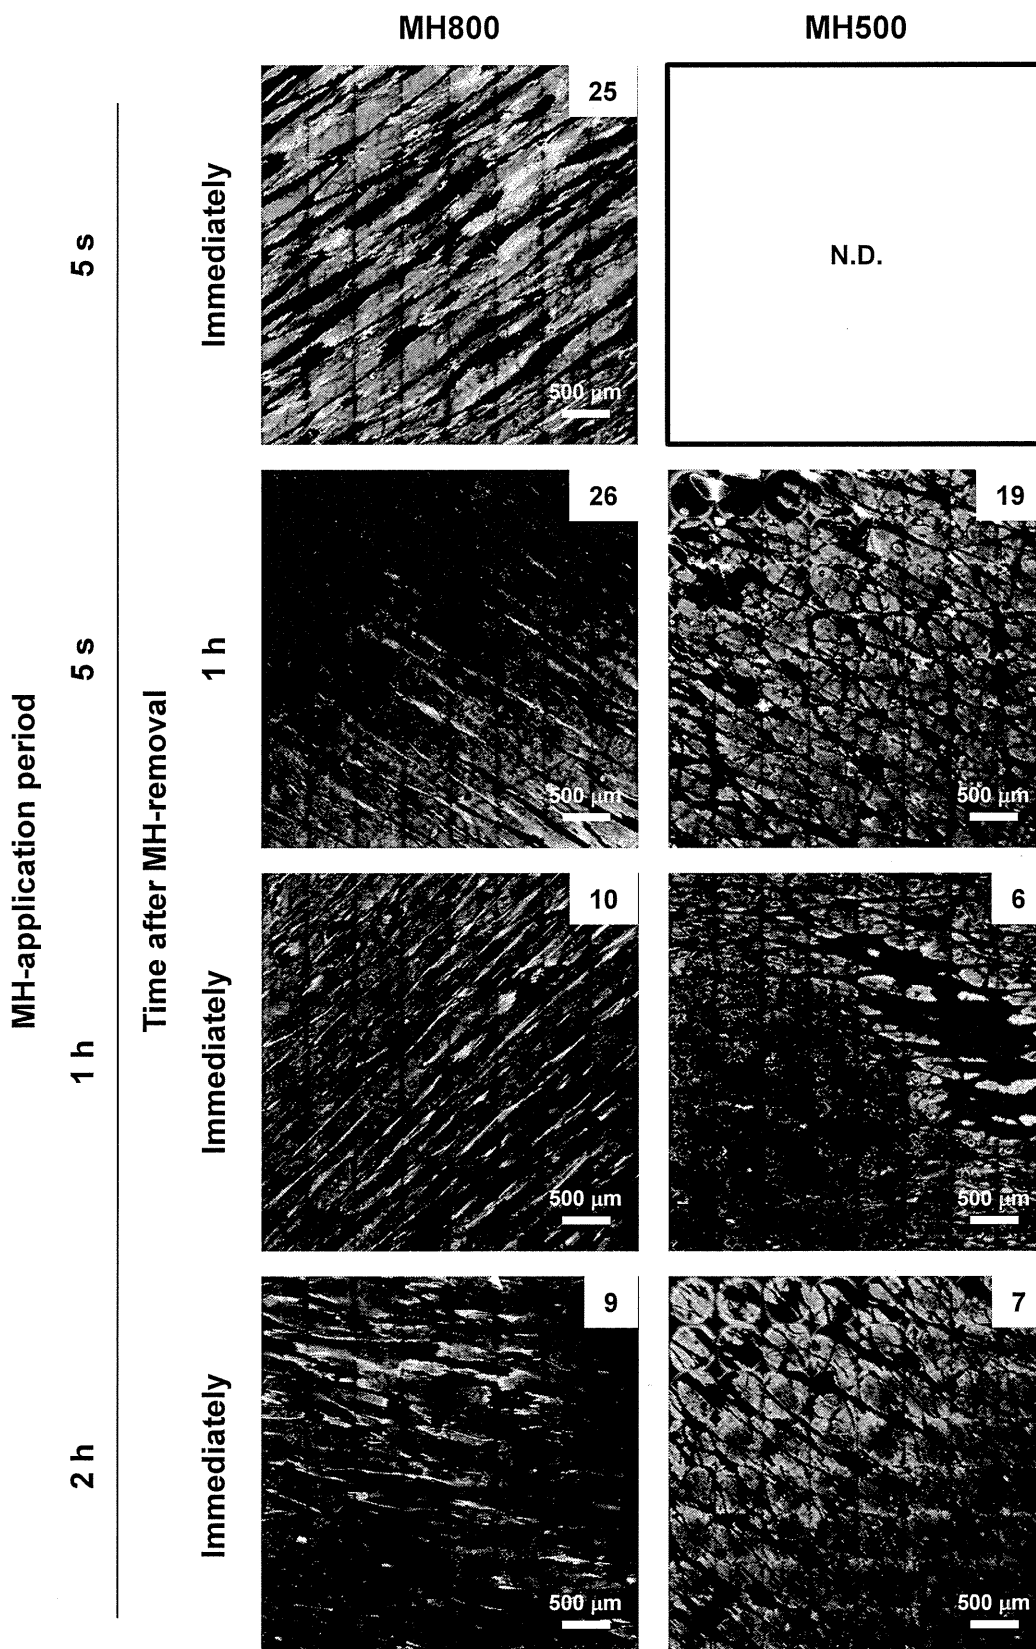 MH800 MH500
MH-application period
Time after MH-removal
5 s
Immediately
25
500 μm
N.D.
5 s
1 h
26
500 μm
19
500 μm
1 h
Immediately
10
500 μm
6
500 μm
2 h
Immediately
9
500 μm
7
500 μm